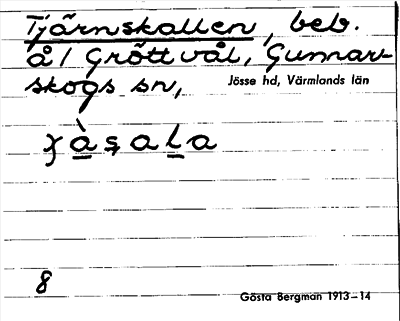 Tjärnskallen, beb.
å / Gröttvål, Gunnar-
skogs sn, Jösse hd, Värmlands län
8
Gösta Bergman 1913–14